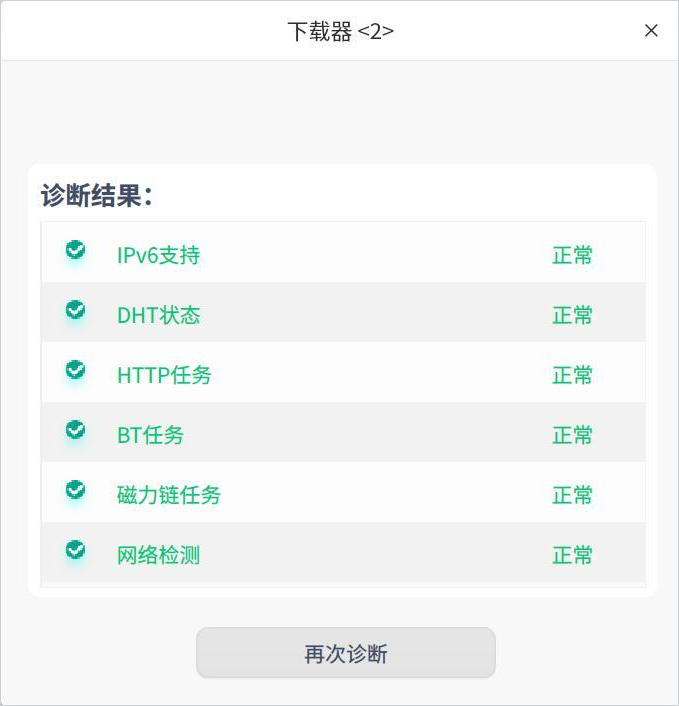 下载器 <2>
诊断结果：
IPv6支持 正常
DHT状态 正常
HTTP任务 正常
BT任务 正常
磁力链任务 正常
网络检测 正常
再次诊断